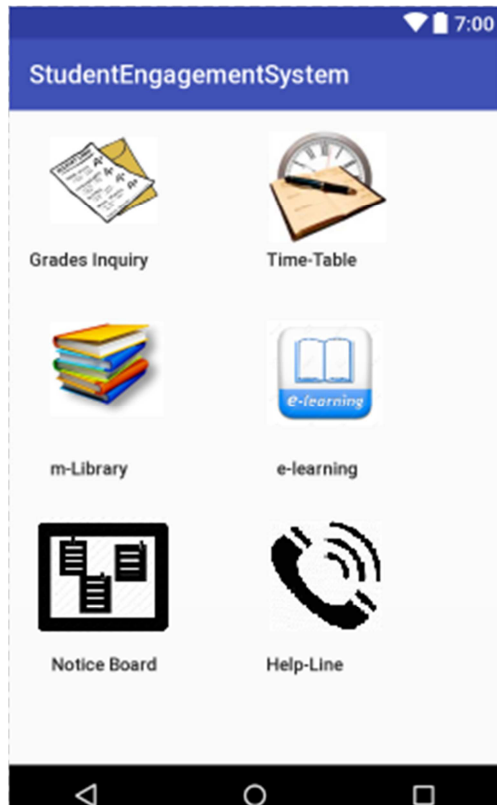 7:00
StudentEngagementSystem
Grades Inquiry
Time-Table
e-learning
m-Library
e-learning
Notice Board
Help-Line